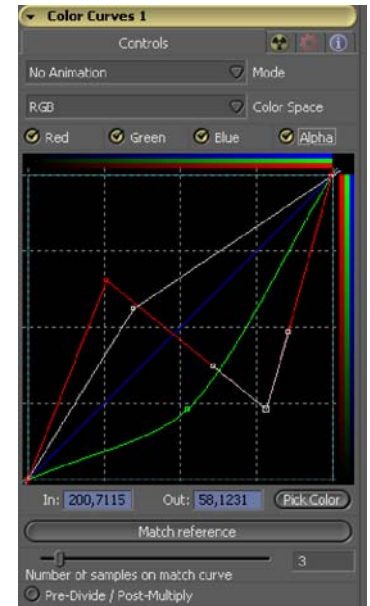 Color Curves 1
Controls
No Animation Mode
RGB Color Space
Red Green Blue Alpha
In: 200,7115 Out: 58,1231 Pick Color
Match reference
3
Number of samples on match curve
Pre-Divide / Post-Multiply